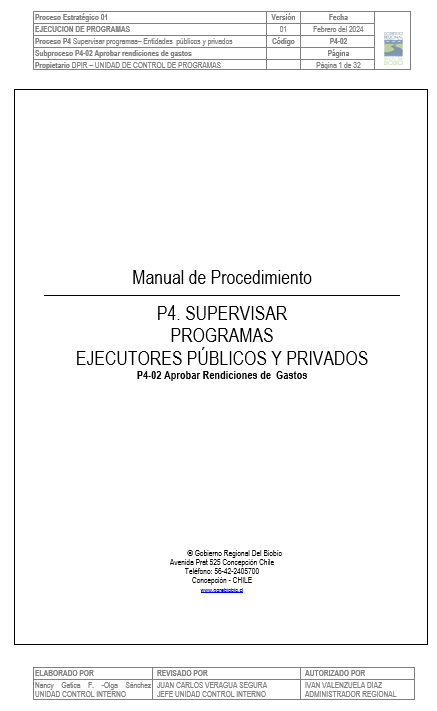 Proceso Estratégico 01 Versión Fecha
EJECUCION DE PROGRAMAS 01 Febrero del 2024
Proceso P4 Supervisar programas– Entidades públicos y privados Código P4-02
Subproceso P4-02 Aprobar rendiciones de gastos Página
Propietario DPIR – UNIDAD DE CONTROL DE PROGRAMAS Página 1 de 32
GOBIERNO
REGIONAL
BIOBÍO
Manual de Procedimiento
P4. SUPERVISAR
PROGRAMAS
EJECUTORES PÚBLICOS Y PRIVADOS
P4-02 Aprobar Rendiciones de Gastos
® Gobierno Regional Del Biobio
Avenida Prat 525 Concepción Chile
Teléfono: 56-42-2405700
Concepción - CHILE
www.gorebiobio.cl
ELABORADO POR REVISADO POR AUTORIZADO POR
Nancy Gatica F. -Olga Sánchez JUAN CARLOS VERAGUA SEGURA IVAN VALENZUELA DIAZ
UNIDAD CONTROL INTERNO JEFE UNIDAD CONTROL INTERNO ADMINISTRADOR REGIONAL